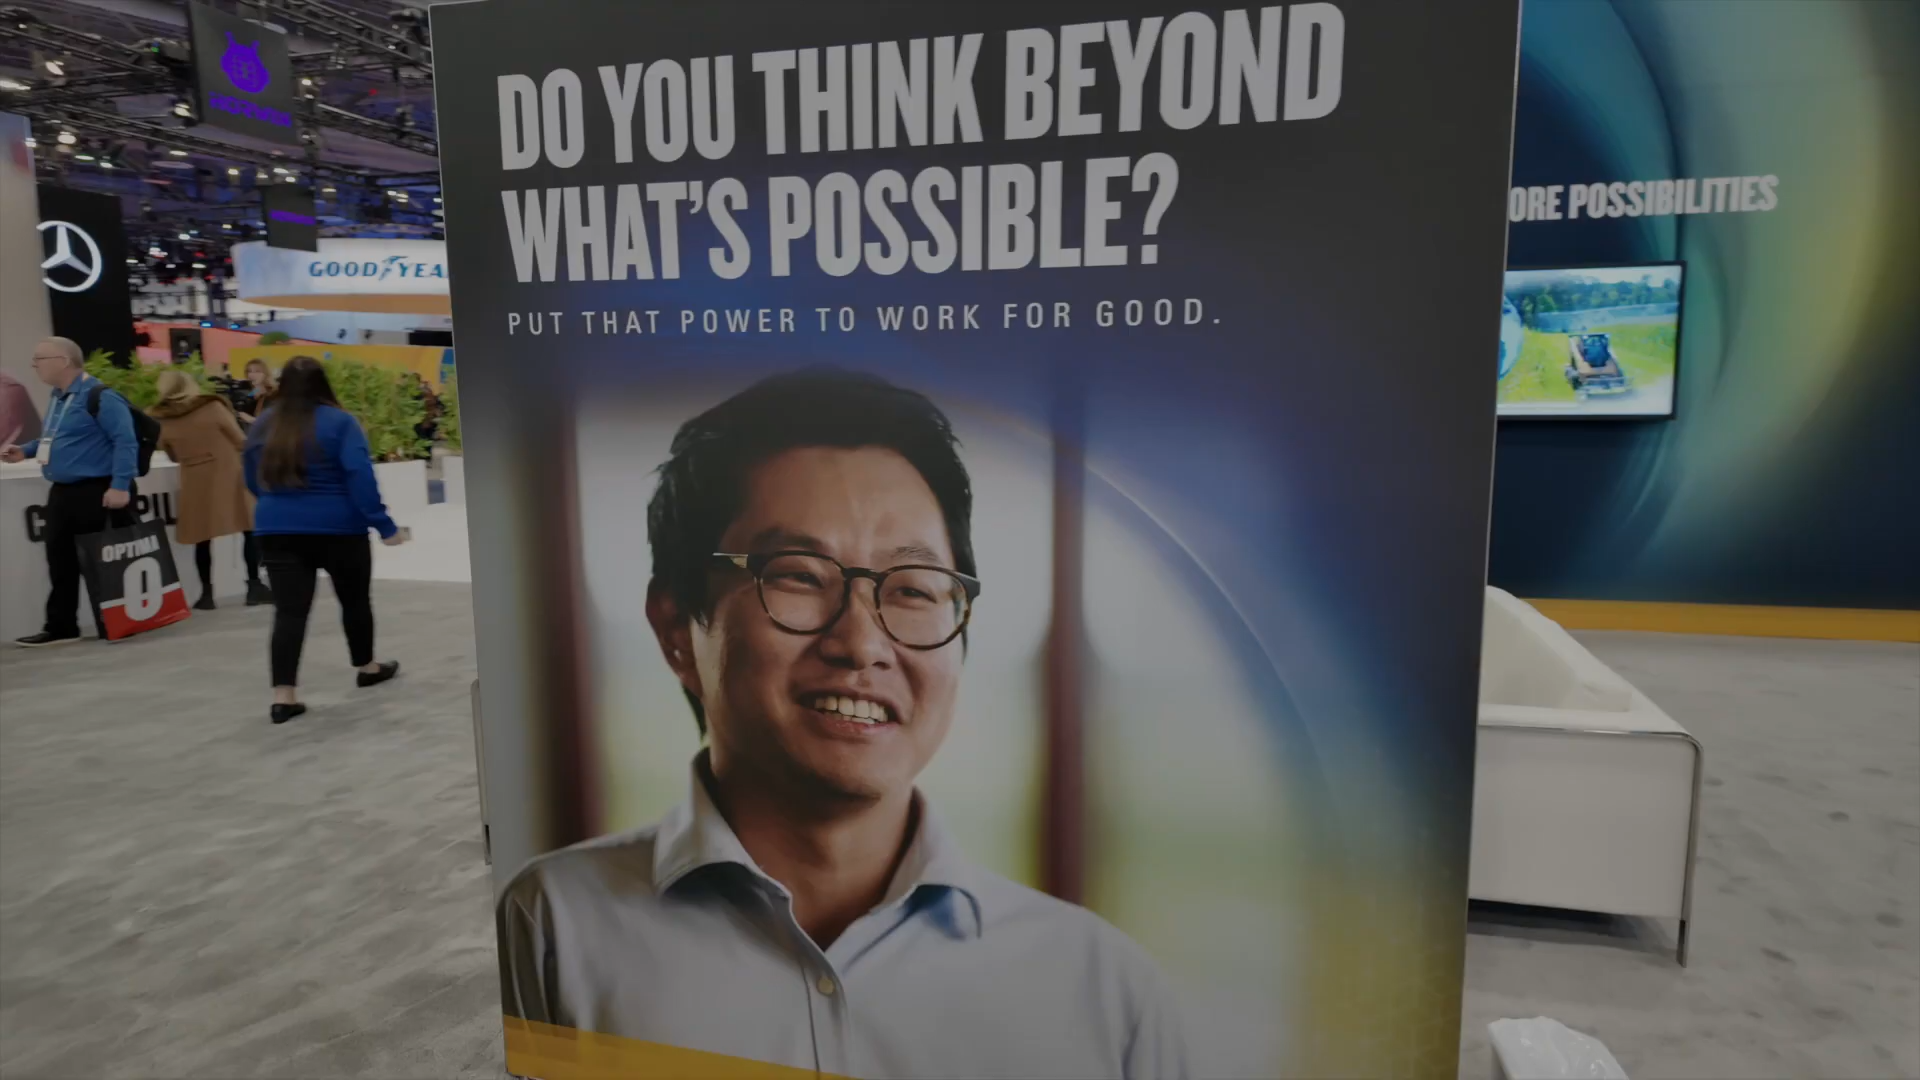 DO YOU THINK BEYOND
WHAT'S POSSIBLE?
PUT THAT POWER TO WORK FOR GOOD.
ORE POSSIBILITIES
GOODYEA
OPTIMA